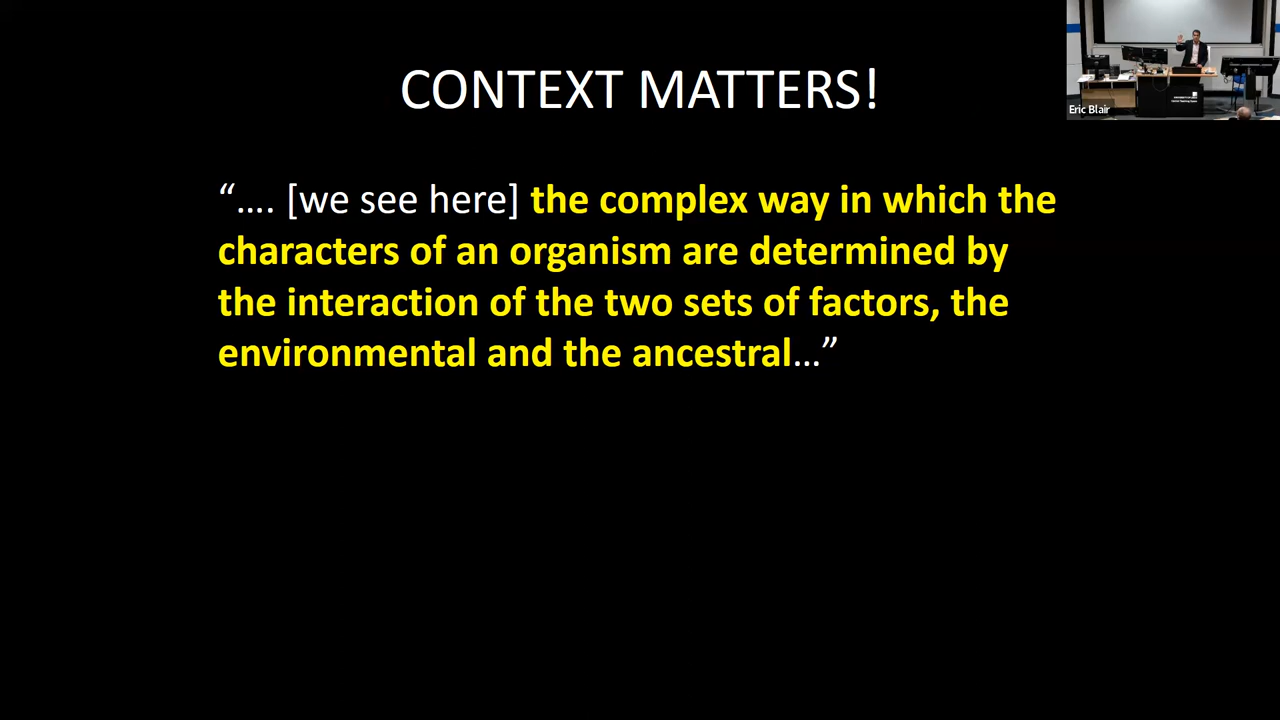 CONTEXT MATTERS!
Eric Blair
“…. [we see here] the complex way in which the
characters of an organism are determined by
the interaction of the two sets of factors, the
environmental and the ancestral…”